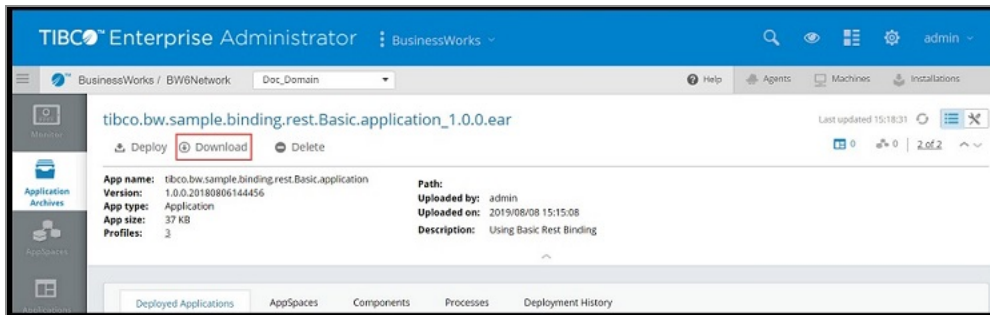 TIBCO™ Enterprise Administrator BusinessWorks admin
BusinessWorks / BW6Network Doc_Domain Help Agents Machines Installations
Monitor
tibco.bw.sample.binding.rest.Basic.application_1.0.0.ear Last updated 15:18:31
Deploy Download Delete 0 0 2 of 2
Application Archives
App name: tibco.bw.sample.binding.rest.Basic.application
Version: 1.0.0.20180806144456
App type: Application
App size: 37 KB
Profiles: 3
Path:
Uploaded by: admin
Uploaded on: 2019/08/08 15:15:08
Description: Using Basic Rest Binding
AppSpaces
Applications
Deployed Applications AppSpaces Components Processes Deployment History